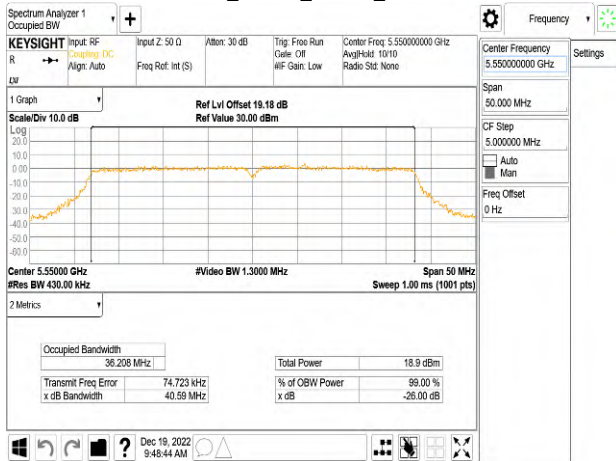 Spectrum Analyzer 1
Occupied BW
+
Frequency
KEYSIGHT
R
Input: RF
Coupling: DC
Align: Auto
Input Z: 50 Ω
Freq Ref: Int (S)
Atten: 30 dB
Trig: Free Run
Gate: Off
#IF Gain: Low
Center Freq: 5.550000000 GHz
Avg|Hold: 10/10
Radio Std: None
Center Frequency
5.550000000 GHz
Settings
Span
50.000 MHz
CF Step
5.000000 MHz
Auto
Man
Freq Offset
0 Hz
1 Graph
Scale/Div 10.0 dB
Ref Lvl Offset 19.18 dB
Ref Value 30.00 dBm
Log
20.0
10.0
0.00
-10.0
-20.0
-30.0
-40.0
-50.0
-60.0
Center 5.55000 GHz
#Res BW 430.00 kHz
#Video BW 1.3000 MHz
Span 50 MHz
Sweep 1.00 ms (1001 pts)
2 Metrics
Occupied Bandwidth
36.208 MHz
Total Power 18.9 dBm
Transmit Freq Error 74.723 kHz
% of OBW Power 99.00 %
x dB Bandwidth 40.59 MHz
x dB -26.00 dB
?
Dec 19, 2022
9:48:44 AM